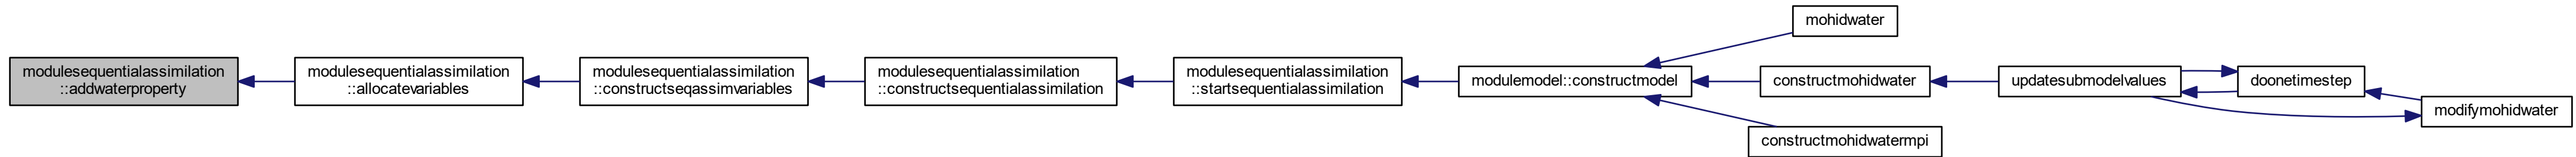 modulesequentialassimilation
::addwaterproperty
modulesequentialassimilation
::allocatevariables
modulesequentialassimilation
::constructseqassimvariables
modulesequentialassimilation
::constructsequentialassimilation
modulesequentialassimilation
::startsequentialassimilation
modulemodel::constructmodel
mohidwater
constructmohidwater
constructmohidwatermpi
updatesubmodelvalues
doonetimestep
modifymohidwater